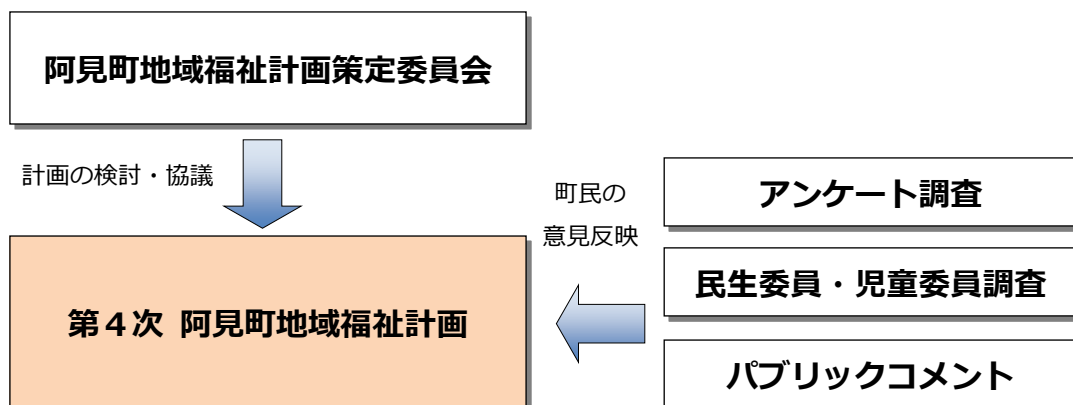 阿見町地域福祉計画策定委員会
計画の検討・協議
第４次 阿見町地域福祉計画
町民の
意見反映
アンケート調査
民生委員・児童委員調査
パブリックコメント